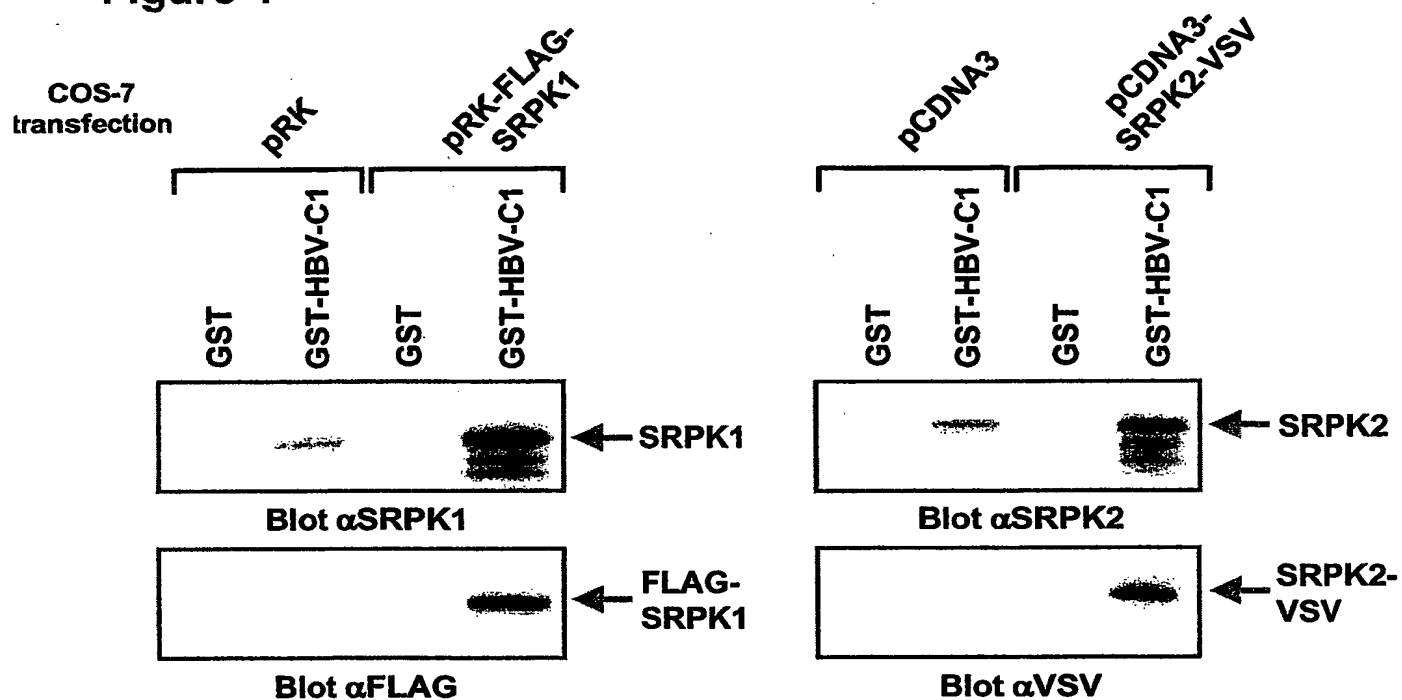 COS-7
transfection
pRK
pRK-FLAG-
SRPK1
GST
GST-HBV-C1
GST
GST-HBV-C1
SRPK1
Blot αSRPK1
FLAG-
SRPK1
Blot αFLAG
pCDNA3
pCDNA3-
SRPK2-VSV
GST
GST-HBV-C1
GST
GST-HBV-C1
SRPK2
Blot αSRPK2
SRPK2-
VSV
Blot αVSV